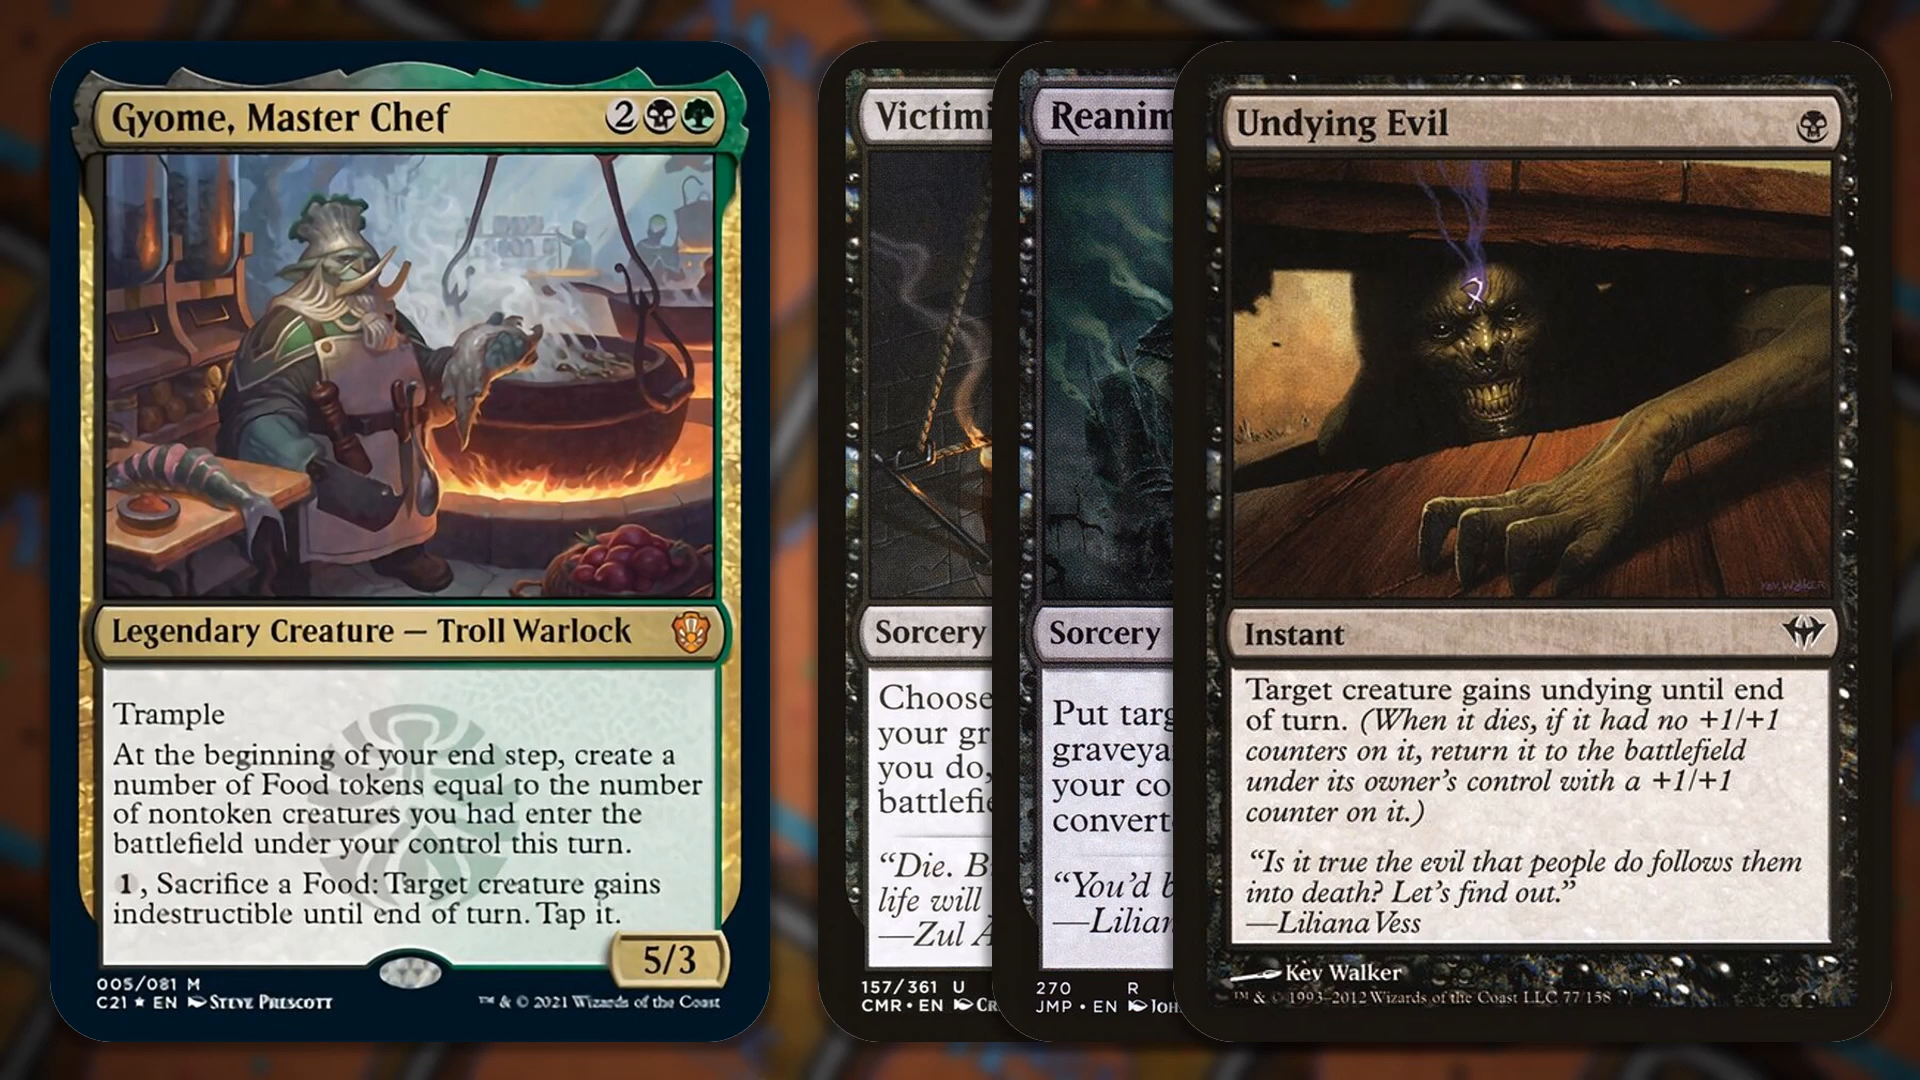 Gyome, Master Chef
2
Legendary Creature — Troll Warlock
Trample
At the beginning of your end step, create a
number of Food tokens equal to the number
of nontoken creatures you had enter the
battlefield under your control this turn.
1, Sacrifice a Food: Target creature gains
indestructible until end of turn. Tap it.
5/3
005/081 M
C21 ★ EN Steve Prescott
™ & © 2021 Wizards of the Coast
Victimi
Sorcery
Choose
your gr
you do,
battlefie
“Die. B
life will
—Zul A
157/361 U
CMR • EN CR
Reanim
Sorcery
Put targ
graveya
your co
convert
“You’d b
—Lilian
270 R
JMP • EN JOH
Undying Evil
Instant
Target creature gains undying until end
of turn. (When it dies, if it had no +1/+1
counters on it, return it to the battlefield
under its owner’s control with a +1/+1
counter on it.)
“Is it true the evil that people do follows them
into death? Let’s find out.”
—Liliana Vess
Kev Walker
™ & © 1993–2012 Wizards of the Coast LLC 77/158